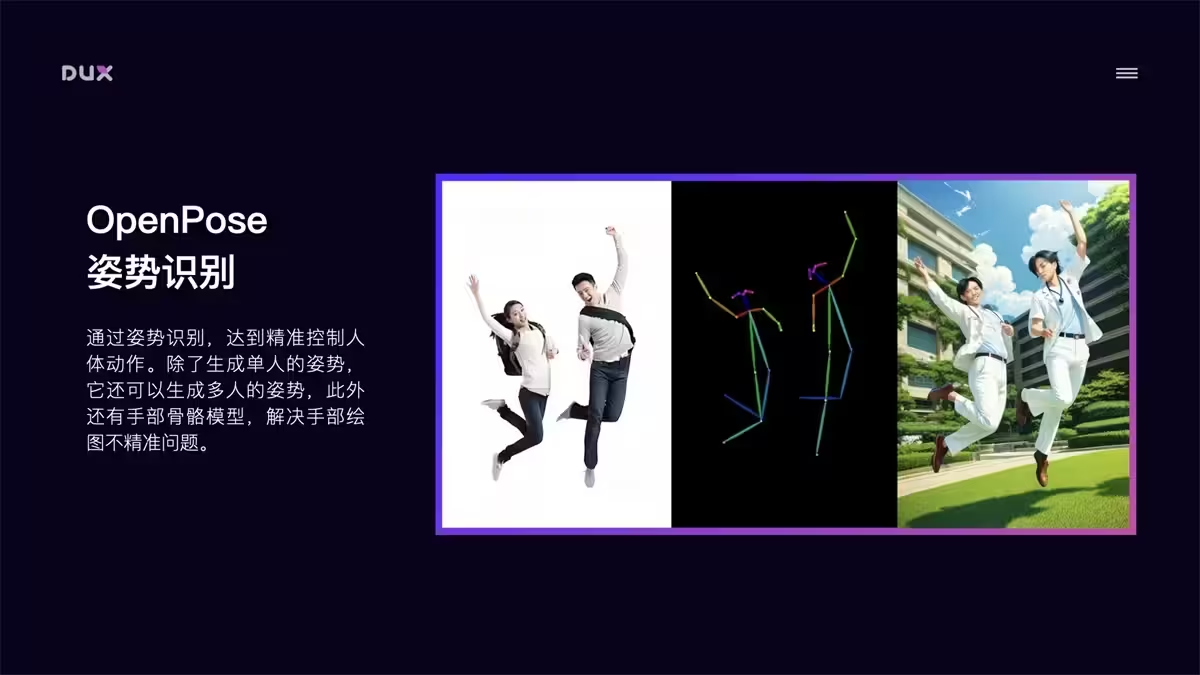 DUX
OpenPose
姿势识别
通过姿势识别，达到精准控制人
体动作。除了生成单人的姿势，
它还可以生成多人的姿势，此外
还有手部骨骼模型，解决手部绘
图不精准问题。